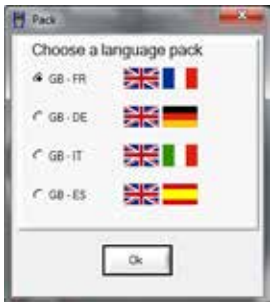 Pack
Choose a language pack
GB - FR
GB - DE
GB - IT
GB - ES
Ok